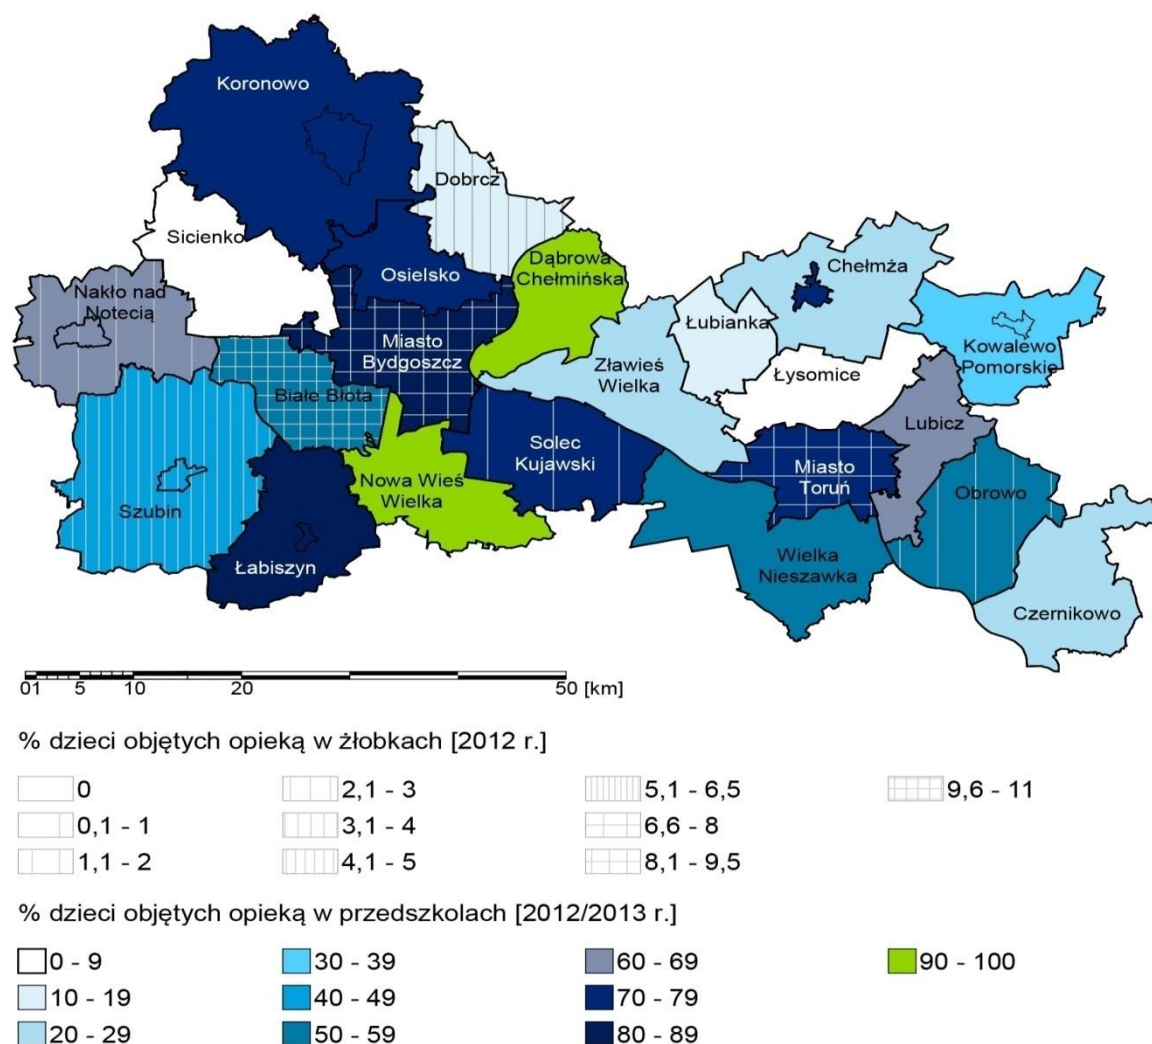 Koronowo
Dobrcz
Sicienko
Osielsko
Dąbrowa
Chełmińska
Chełmża
Nakło nad
Notecią
Miasto
Bydgoszcz
Łubianka
Kowalewo
Pomorskie
Zławieś
Wielka
Łysomice
Białe Błota
Lubicz
Solec
Kujawski
Miasto
Toruń
Nowa Wieś
Wielka
Obrowo
Szubin
Łabiszyn
Wielka
Nieszawka
Czernikowo
01 5 10 20 50 [km]
% dzieci objętych opieką w żłobkach [2012 r.]
0 2,1 - 3 5,1 - 6,5 9,6 - 11
0,1 - 1 3,1 - 4 6,6 - 8
1,1 - 2 4,1 - 5 8,1 - 9,5
% dzieci objętych opieką w przedszkolach [2012/2013 r.]
0 - 9 30 - 39 60 - 69 90 - 100
10 - 19 40 - 49 70 - 79
20 - 29 50 - 59 80 - 89